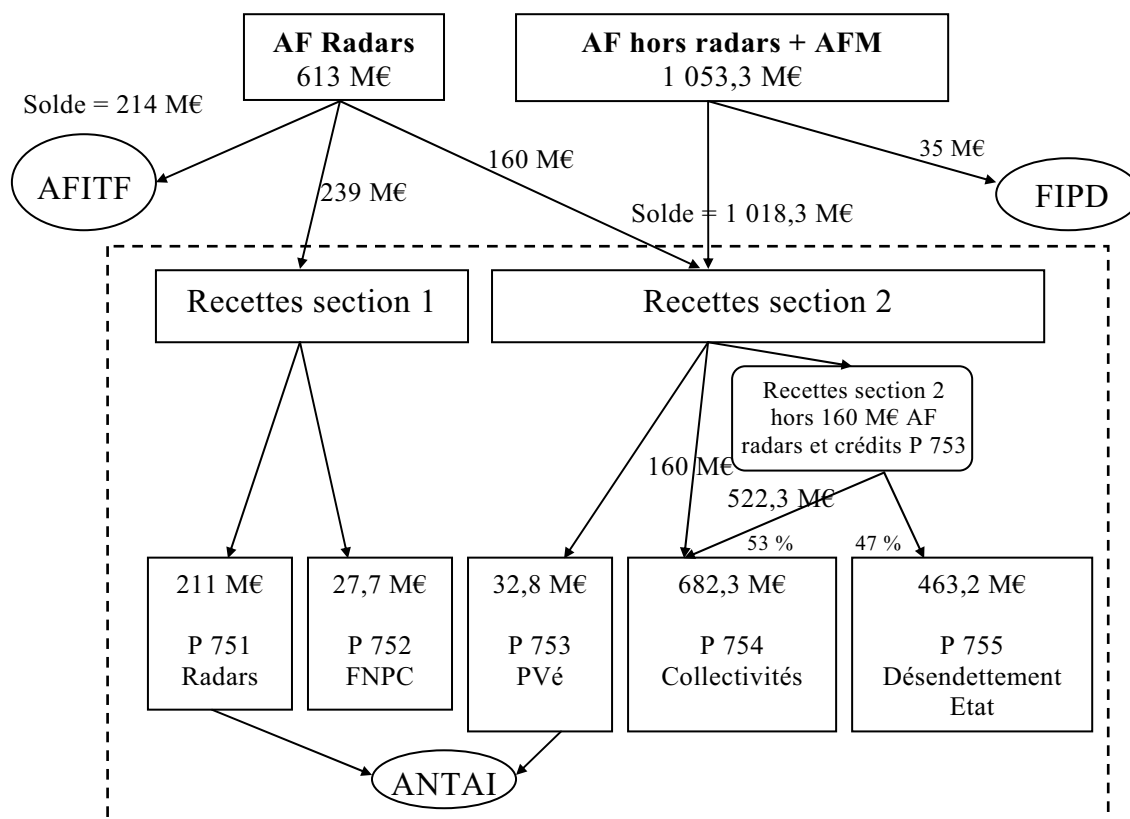 AF Radars
613 M€
AF hors radars + AFM
1 053,3 M€
Solde = 214 M€
AFITF
239 M€
160 M€
Solde = 1 018,3 M€
35 M€
FIPD
Recettes section 1
Recettes section 2
Recettes section 2
hors 160 M€ AF
radars et crédits P 753
160 M€
522,3 M€
53 %
47 %
211 M€
P 751
Radars
27,7 M€
P 752
FNPC
32,8 M€
P 753
PVé
682,3 M€
P 754
Collectivités
463,2 M€
P 755
Désendettement
Etat
ANTAI